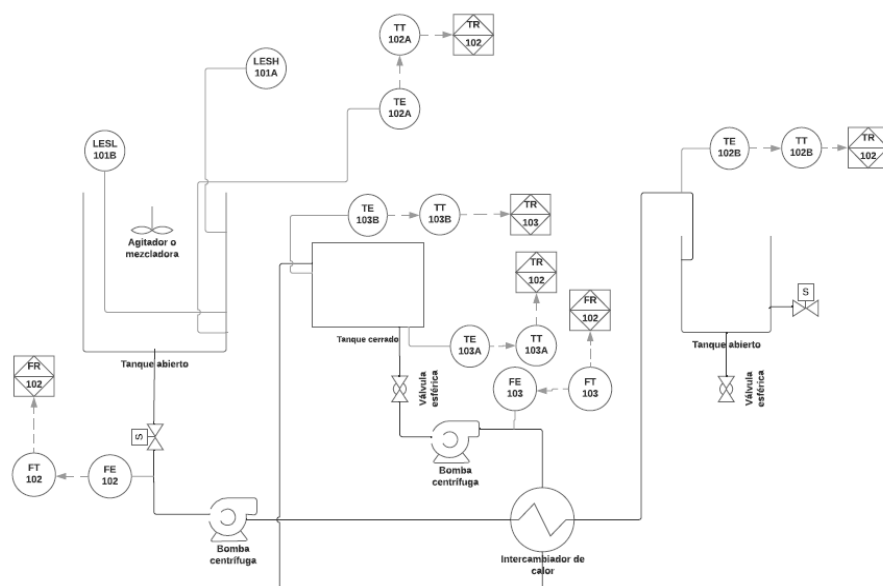 TT
102A
TR
102
LESH
101A
TE
102A
LESL
101B
TE
102B
TT
102B
TR
102
TE
103B
TT
103B
TR
103
Agitador o
mezcladora
TR
102
FR
102
TE
103A
TT
103A
Tanque cerrado
Tanque abierto
S
Tanque abierto
FR
102
Válvula
esférica
FE
103
FT
103
Válvula
esférica
S
FT
102
FE
102
Bomba
centrífuga
Bomba
centrífuga
Intercambiador de
calor